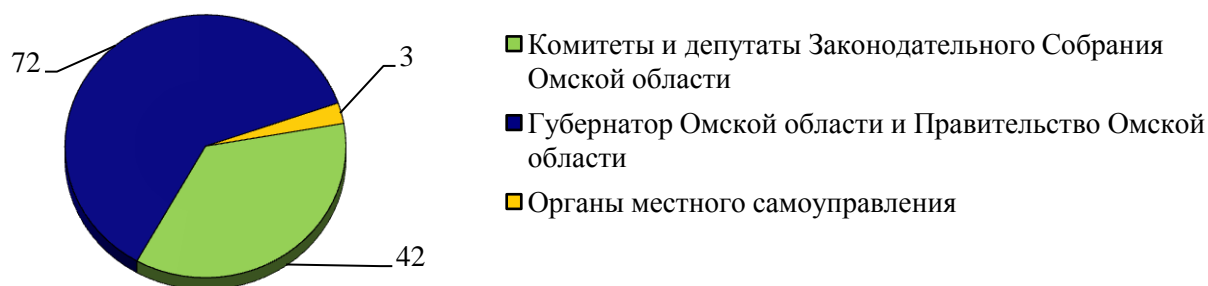 72
3
42
Комитеты и депутаты Законодательного Собрания
Омской области
Губернатор Омской области и Правительство Омской
области
Органы местного самоуправления